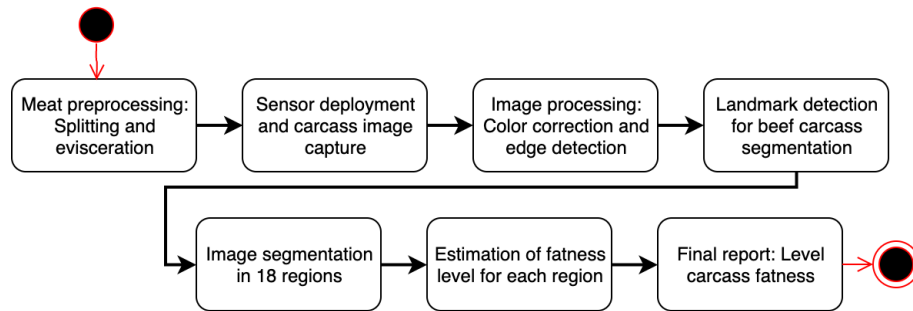 Meat preprocessing:
Splitting and
evisceration
Sensor deployment
and carcass image
capture
Image processing:
Color correction and
edge detection
Landmark detection
for beef carcass
segmentation
Image segmentation
in 18 regions
Estimation of fatness
level for each region
Final report: Level
carcass fatness